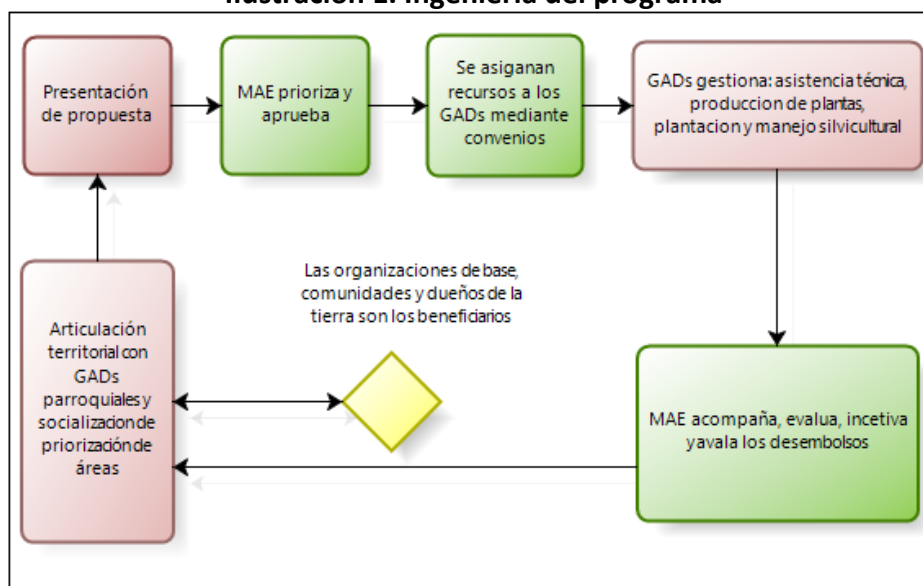 Ilustración 1. Ingeniería del programa
Presentación
de propuesta
MAE prioriza y
aprueba
Se asiganan
recursos a los
GADs mediante
convenios
GADs gestiona: asistencia técnica,
produccion de plantas,
plantacion y manejo silvicultural
Las organizaciones de base,
comunidades y dueños de la
tierra son los beneficiarios
Articulación
territorial con
GADs
parroquiales y
socializacion de
priorización de
áreas
MAE acompaña, evalua, incetiva
y avala los desembolsos